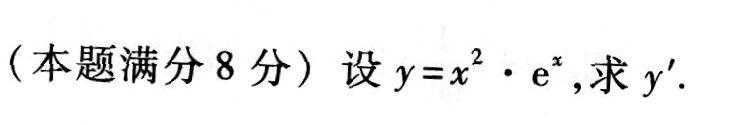 (本题满分 8 分) 设 y=x² · eˣ,求 y′.